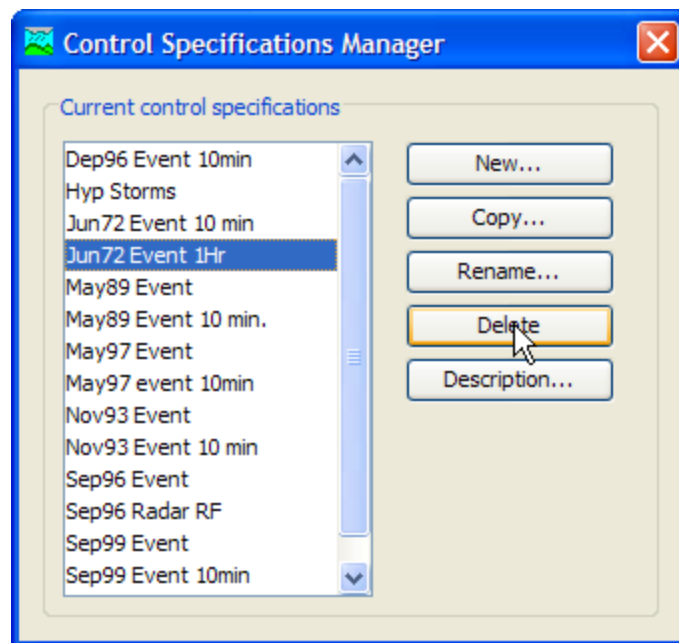 Control Specifications Manager
Current control specifications
Dep96 Event 10min
Hyp Storms
Jun72 Event 10 min
Jun72 Event 1Hr
May89 Event
May89 Event 10 min.
May97 Event
May97 event 10min
Nov93 Event
Nov93 Event 10 min
Sep96 Event
Sep96 Radar RF
Sep99 Event
Sep99 Event 10min
New...
Copy...
Rename...
Delete
Description...